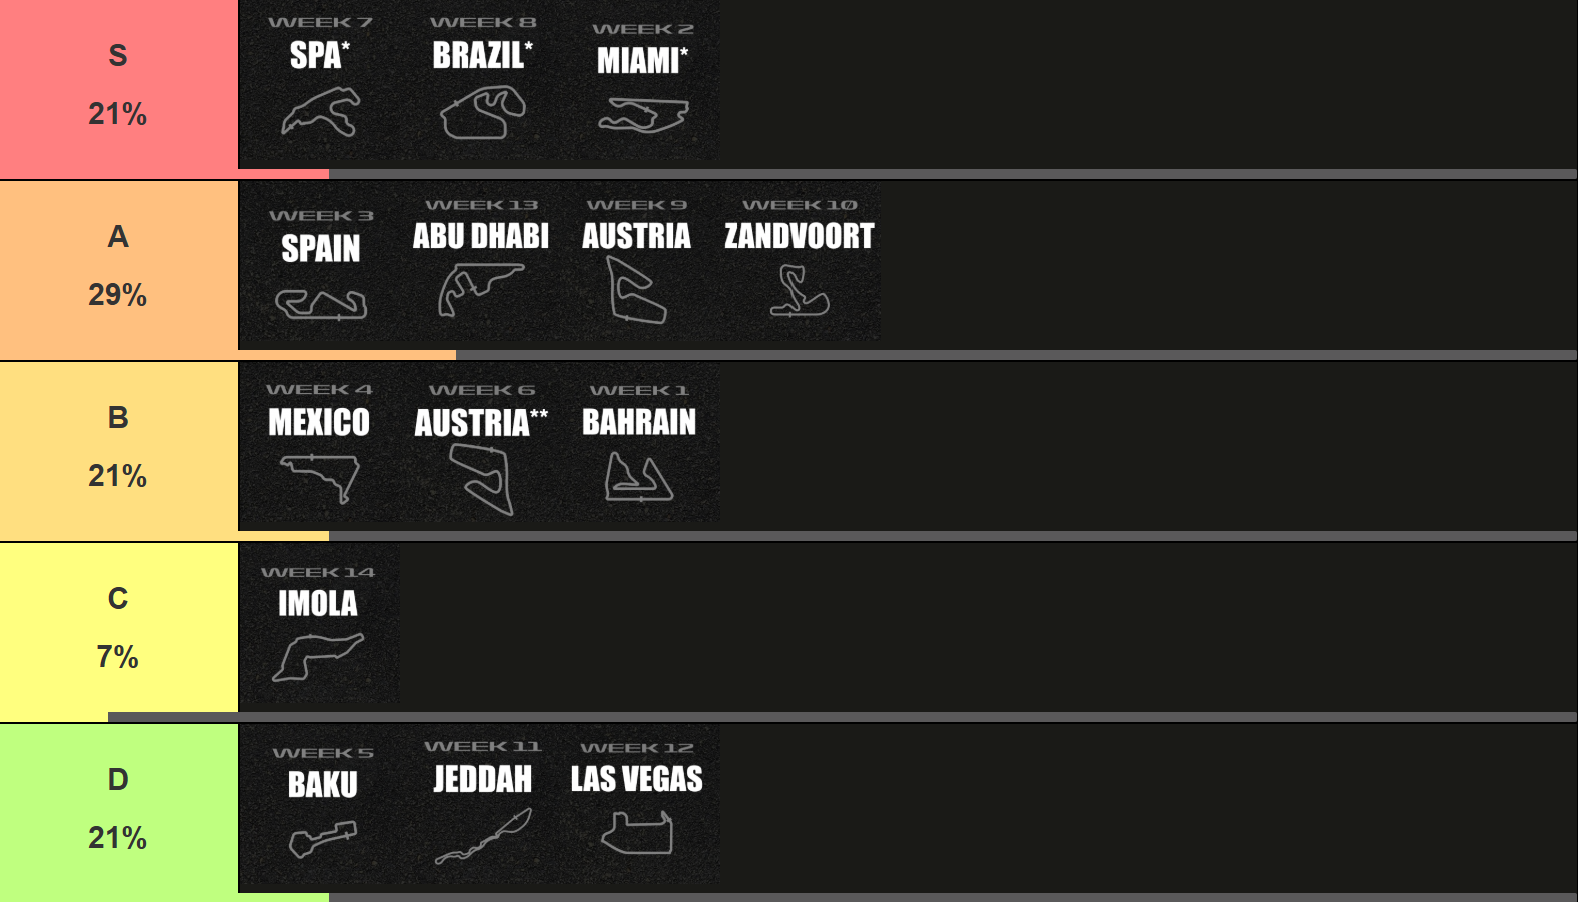 S
21%
WEEK 7
SPA*
WEEK 8
BRAZIL*
WEEK 2
MIAMI*
A
29%
WEEK 3
SPAIN
WEEK 13
ABU DHABI
WEEK 9
AUSTRIA
WEEK 10
ZANDVOORT
B
21%
WEEK 4
MEXICO
WEEK 6
AUSTRIA**
WEEK 1
BAHRAIN
C
7%
WEEK 14
IMOLA
D
21%
WEEK 5
BAKU
WEEK 11
JEDDAH
WEEK 12
LAS VEGAS